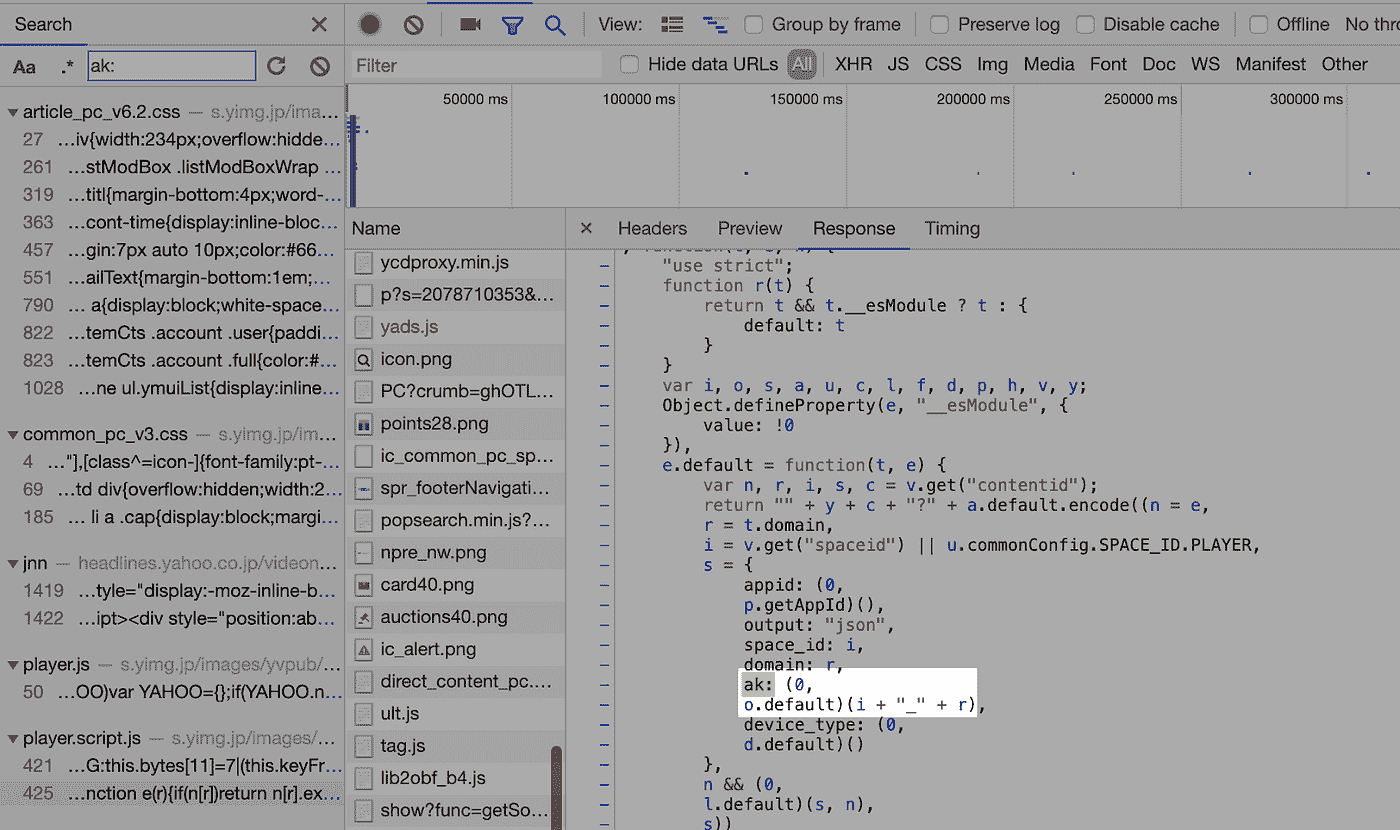 Search
View:
Group by frame
Preserve log
Disable cache
Offline
No thr
Aa
.*
ak:
Filter
Hide data URLs
All
XHR
JS
CSS
Img
Media
Font
Doc
WS
Manifest
Other
50000 ms
100000 ms
150000 ms
200000 ms
250000 ms
300000 ms
article_pc_v6.2.css — s.yimg.jp/ima…
27 …iv{width:234px;overflow:hidde…
261 …stModBox .listModBoxWrap …
319 …titl{margin-bottom:4px;word-…
363 …cont-time{display:inline-bloc…
457 …gin:7px auto 10px;color:#66…
551 …ailText{margin-bottom:1em;…
790 … a{display:block;white-space…
822 …temCts .account .user{paddi…
823 …temCts .account .full{color:#…
1028 …ne ul.ymuiList{display:inline…
common_pc_v3.css — s.yimg.jp/im…
4 …"],[class^=icon-]{font-family:pt-…
69 …td div{overflow:hidden;width:2…
185 … li a .cap{display:block;margi…
jnn — headlines.yahoo.co.jp/videon…
1419 …tyle="display:-moz-inline-b…
1422 …ipt><div style="position:ab…
player.js — s.yimg.jp/images/yvpub/…
50 …OO)var YAHOO={};if(YAHOO.n…
player.script.js — s.yimg.jp/images/…
421 …G:this.bytes[11]=7|(this.keyFr…
425 …nction e(r){if(n[r])return n[r].ex…
Name
ycdproxy.min.js
p?s=2078710353&…
yads.js
icon.png
PC?crumb=ghOTL…
points28.png
ic_common_pc_sp…
spr_footerNavigati…
popsearch.min.js?…
npre_nw.png
card40.png
auctions40.png
ic_alert.png
direct_content_pc.…
ult.js
tag.js
lib2obf_b4.js
show?func=getSo…
Headers
Preview
Response
Timing
"use strict";
function r(t) {
return t && t.__esModule ? t : {
default: t
}
}
var i, o, s, a, u, c, l, f, d, p, h, v, y;
Object.defineProperty(e, "__esModule", {
value: !0
}),
e.default = function(t, e) {
var n, r, i, s, c = v.get("contentid");
return "" + y + c + "?" + a.default.encode((n = e,
r = t.domain,
i = v.get("spaceid") || u.commonConfig.SPACE_ID.PLAYER,
s = {
appid: (0,
p.getAppId)(),
output: "json",
space_id: i,
domain: r,
ak: (0,
o.default)(i + "_" + r),
device_type: (0,
d.default)()
},
n && (0,
l.default)(s, n),
s))